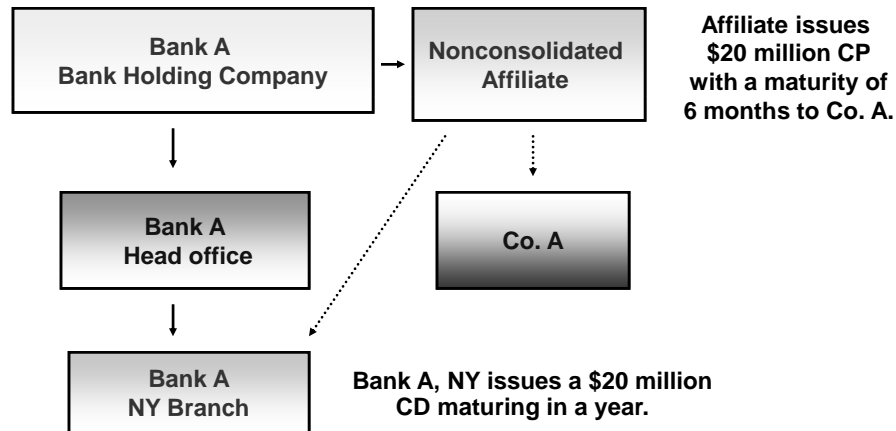 Bank A
Bank Holding Company
Nonconsolidated
Affiliate
Affiliate issues
$20 million CP
with a maturity of
6 months to Co. A.
Bank A
Head office
Co. A
Bank A
NY Branch
Bank A, NY issues a $20 million
CD maturing in a year.